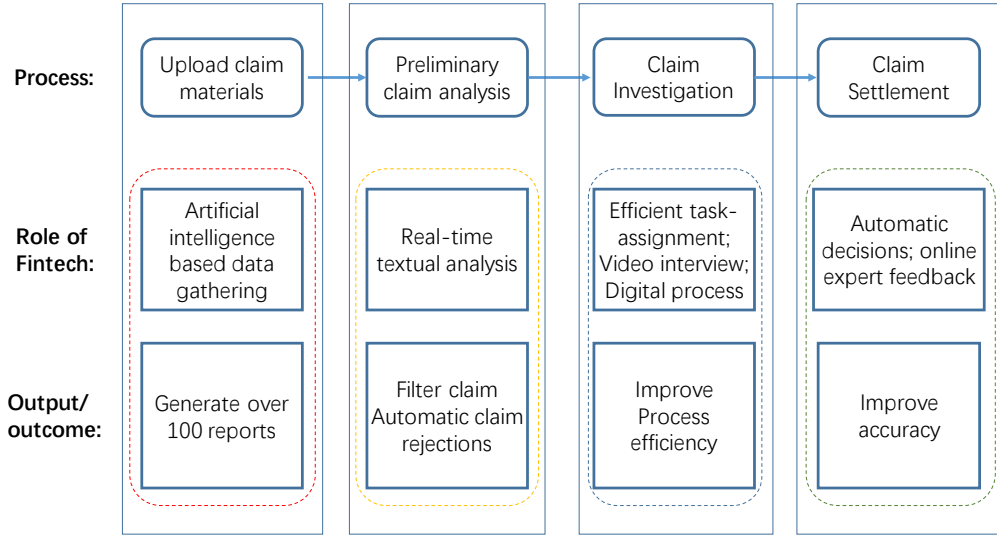 Process:
Upload claim
materials
Preliminary
claim analysis
Claim
Investigation
Claim
Settlement
Role of
Fintech:
Artificial
intelligence
based data
gathering
Real-time
textual analysis
Efficient task-
assignment;
Video interview;
Digital process
Automatic
decisions; online
expert feedback
Output/
outcome:
Generate over
100 reports
Filter claim
Automatic claim
rejections
Improve
Process
efficiency
Improve
accuracy